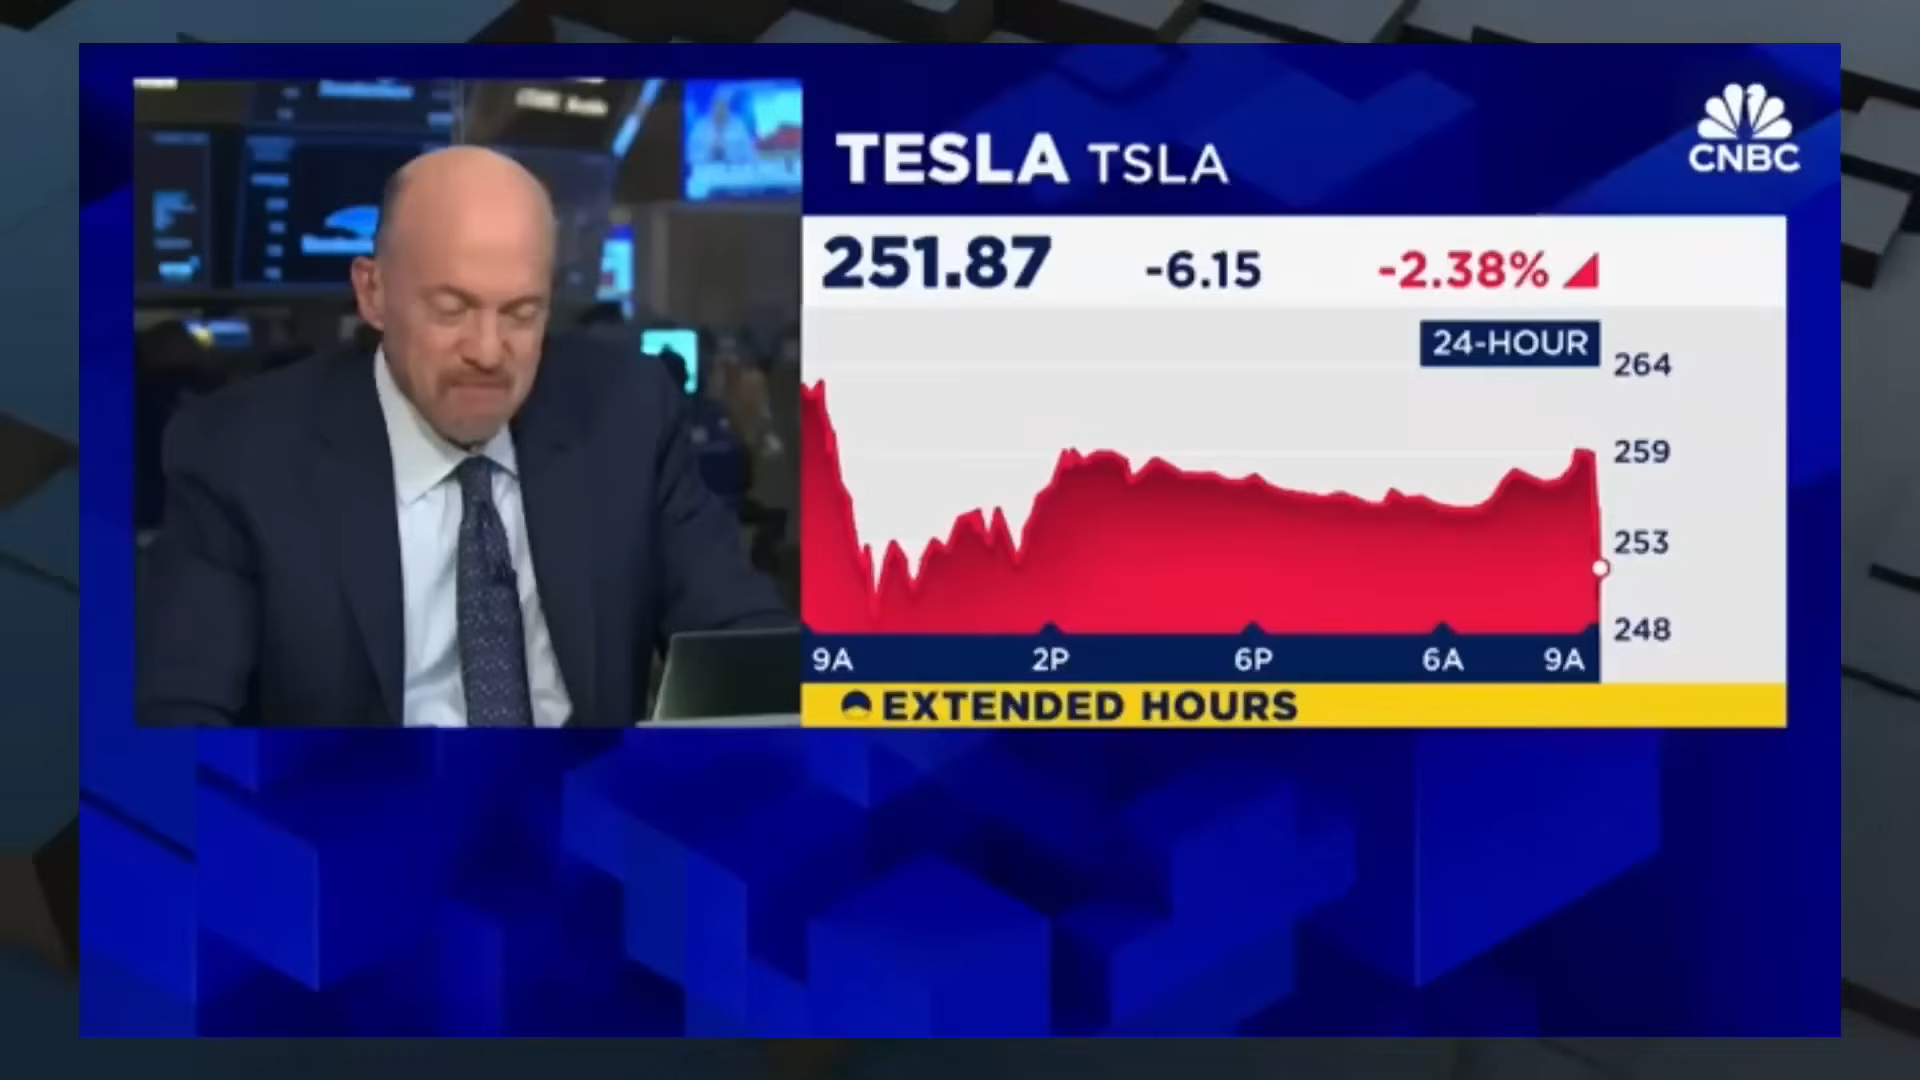 TESLA TSLA
CNBC
251.87 -6.15 -2.38%
24-HOUR
264
259
253
248
9A 2P 6P 6A 9A
EXTENDED HOURS